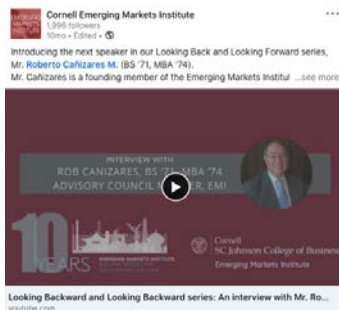 Cornell Emerging Markets Institute
1,996 followers
10mo • Edited •
Introducing the next speaker in our Looking Back and Looking Forward series,
Mr. Roberto Cañizares M. (BS '71, MBA '74).
Mr. Cañizares is a founding member of the Emerging Markets Institut ...see more
INTERVIEW WITH
ROB CANIZARES, BS '71, MBA '74
ADVISORY COUNCIL EMI
10
YEARS
EMERGING MARKETS INSTITUTE
Cornell
SC Johnson College of Business
Emerging Markets Institute
Looking Backward and Looking Backward series: An interview with Mr. Ro...
youtube.com